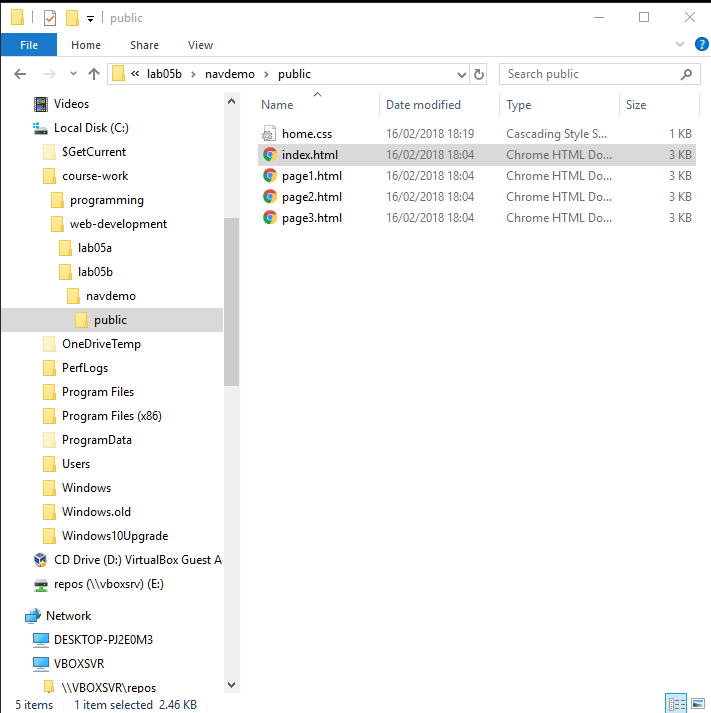 public
File Home Share View
« lab05b › navdemo › public
Search public
Videos
Local Disk (C:)
$GetCurrent
course-work
programming
web-development
lab05a
lab05b
navdemo
public
OneDriveTemp
PerfLogs
Program Files
Program Files (x86)
ProgramData
Users
Windows
Windows.old
Windows10Upgrade
CD Drive (D:) VirtualBox Guest A
repos (\\vboxsrv) (E:)
Network
DESKTOP-PJ2E0M3
VBOXSVR
\\VBOXSVR\repos
Name Date modified Type Size
home.css 16/02/2018 18:19 Cascading Style S... 1 KB
index.html 16/02/2018 18:04 Chrome HTML Do... 3 KB
page1.html 16/02/2018 18:04 Chrome HTML Do... 3 KB
page2.html 16/02/2018 18:04 Chrome HTML Do... 3 KB
page3.html 16/02/2018 18:04 Chrome HTML Do... 3 KB
5 items 1 item selected 2.46 KB